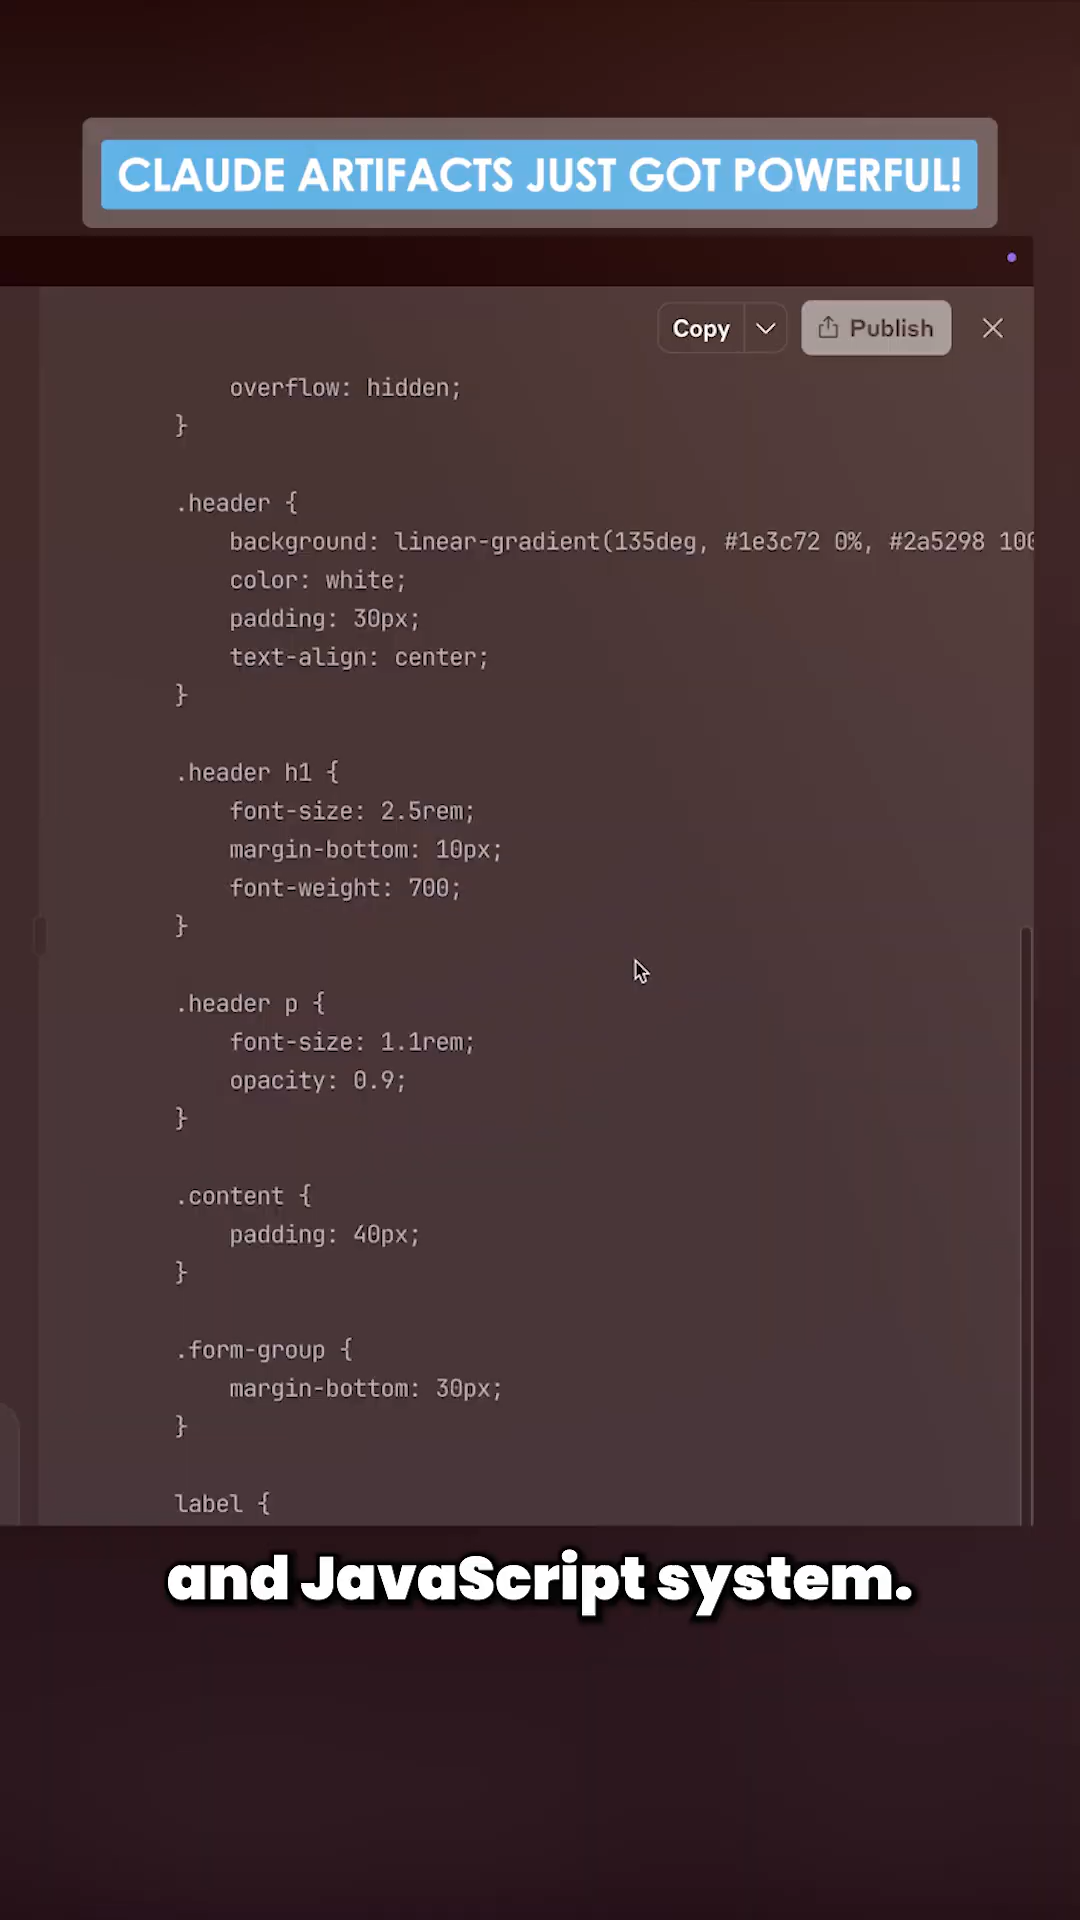 CLAUDE ARTIFACTS JUST GOT POWERFUL!
Copy Publish
overflow: hidden;
}
.header {
background: linear-gradient(135deg, #1e3c72 0%, #2a5298 100
color: white;
padding: 30px;
text-align: center;
}
.header h1 {
font-size: 2.5rem;
margin-bottom: 10px;
font-weight: 700;
}
.header p {
font-size: 1.1rem;
opacity: 0.9;
}
.content {
padding: 40px;
}
.form-group {
margin-bottom: 30px;
}
label {
and JavaScript system.